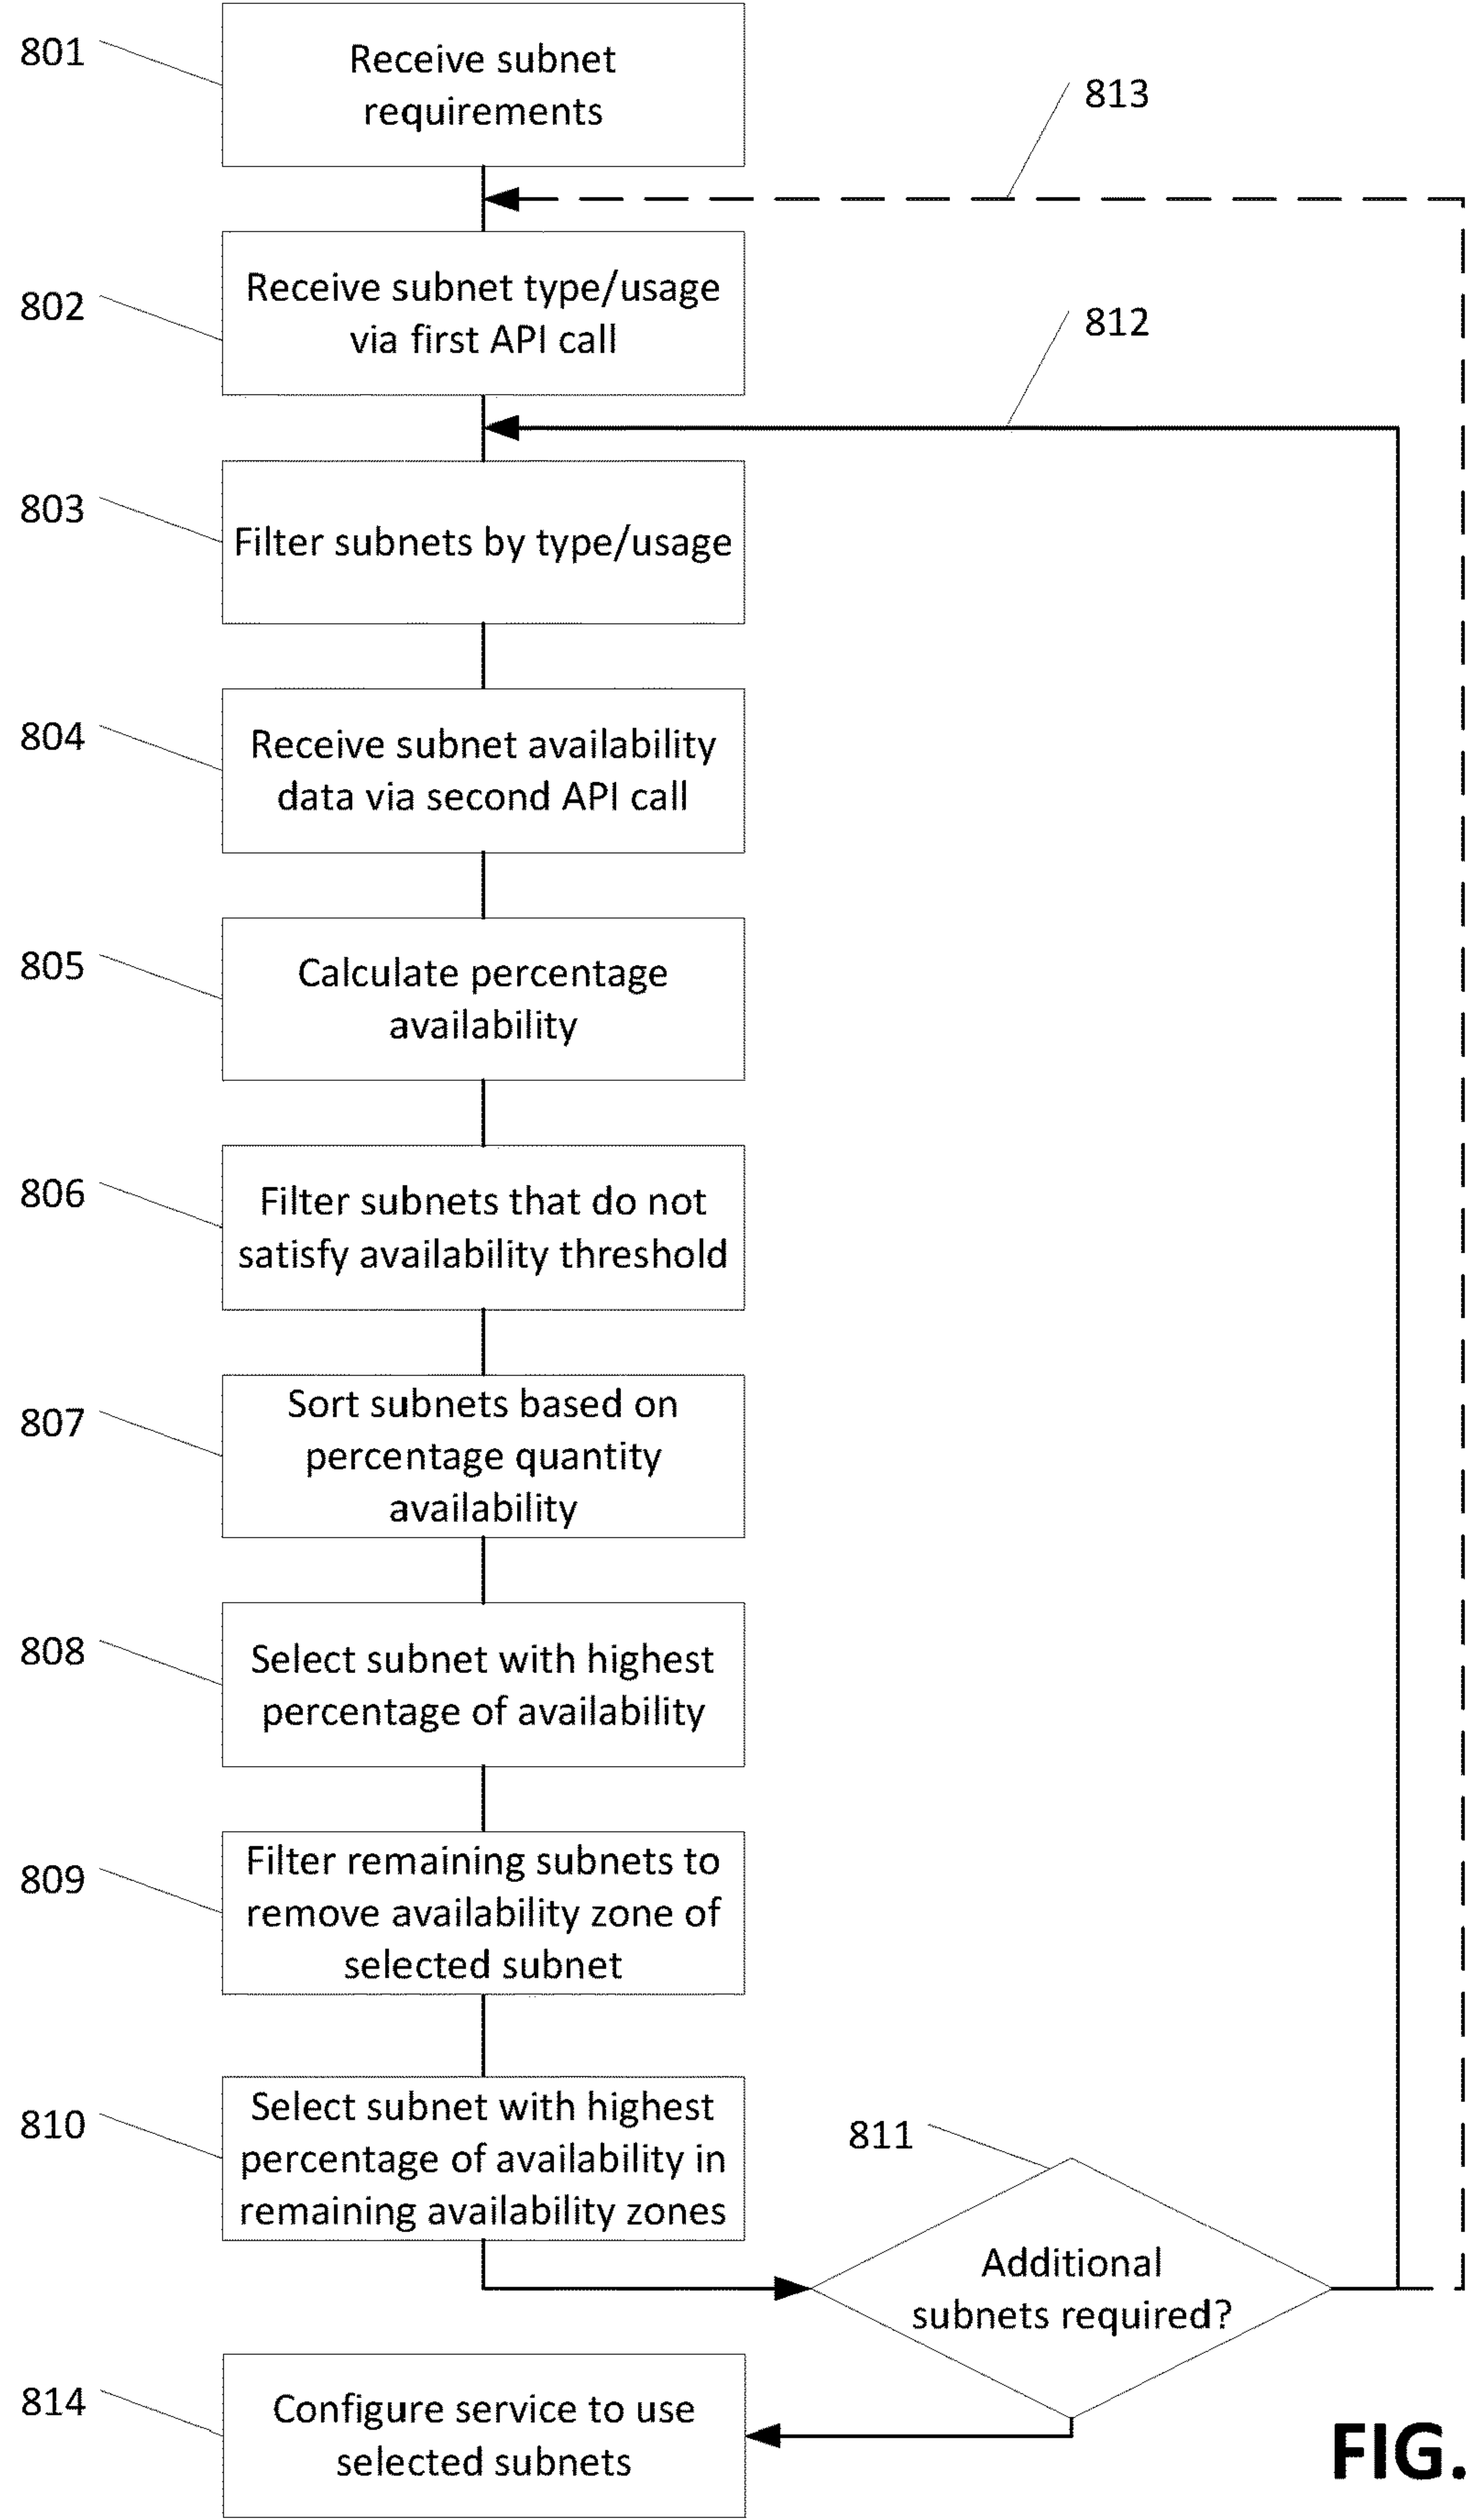 801
Receive subnet
requirements
813
802
Receive subnet type/usage
via first API call
812
803
Filter subnets by type/usage
804
Receive subnet availability
data via second API call
805
Calculate percentage
availability
806
Filter subnets that do not
satisfy availability threshold
807
Sort subnets based on
percentage quantity
availability
808
Select subnet with highest
percentage of availability
809
Filter remaining subnets to
remove availability zone of
selected subnet
810
Select subnet with highest
percentage of availability in
remaining availability zones
811
Additional
subnets required?
814
Configure service to use
selected subnets
FIG.